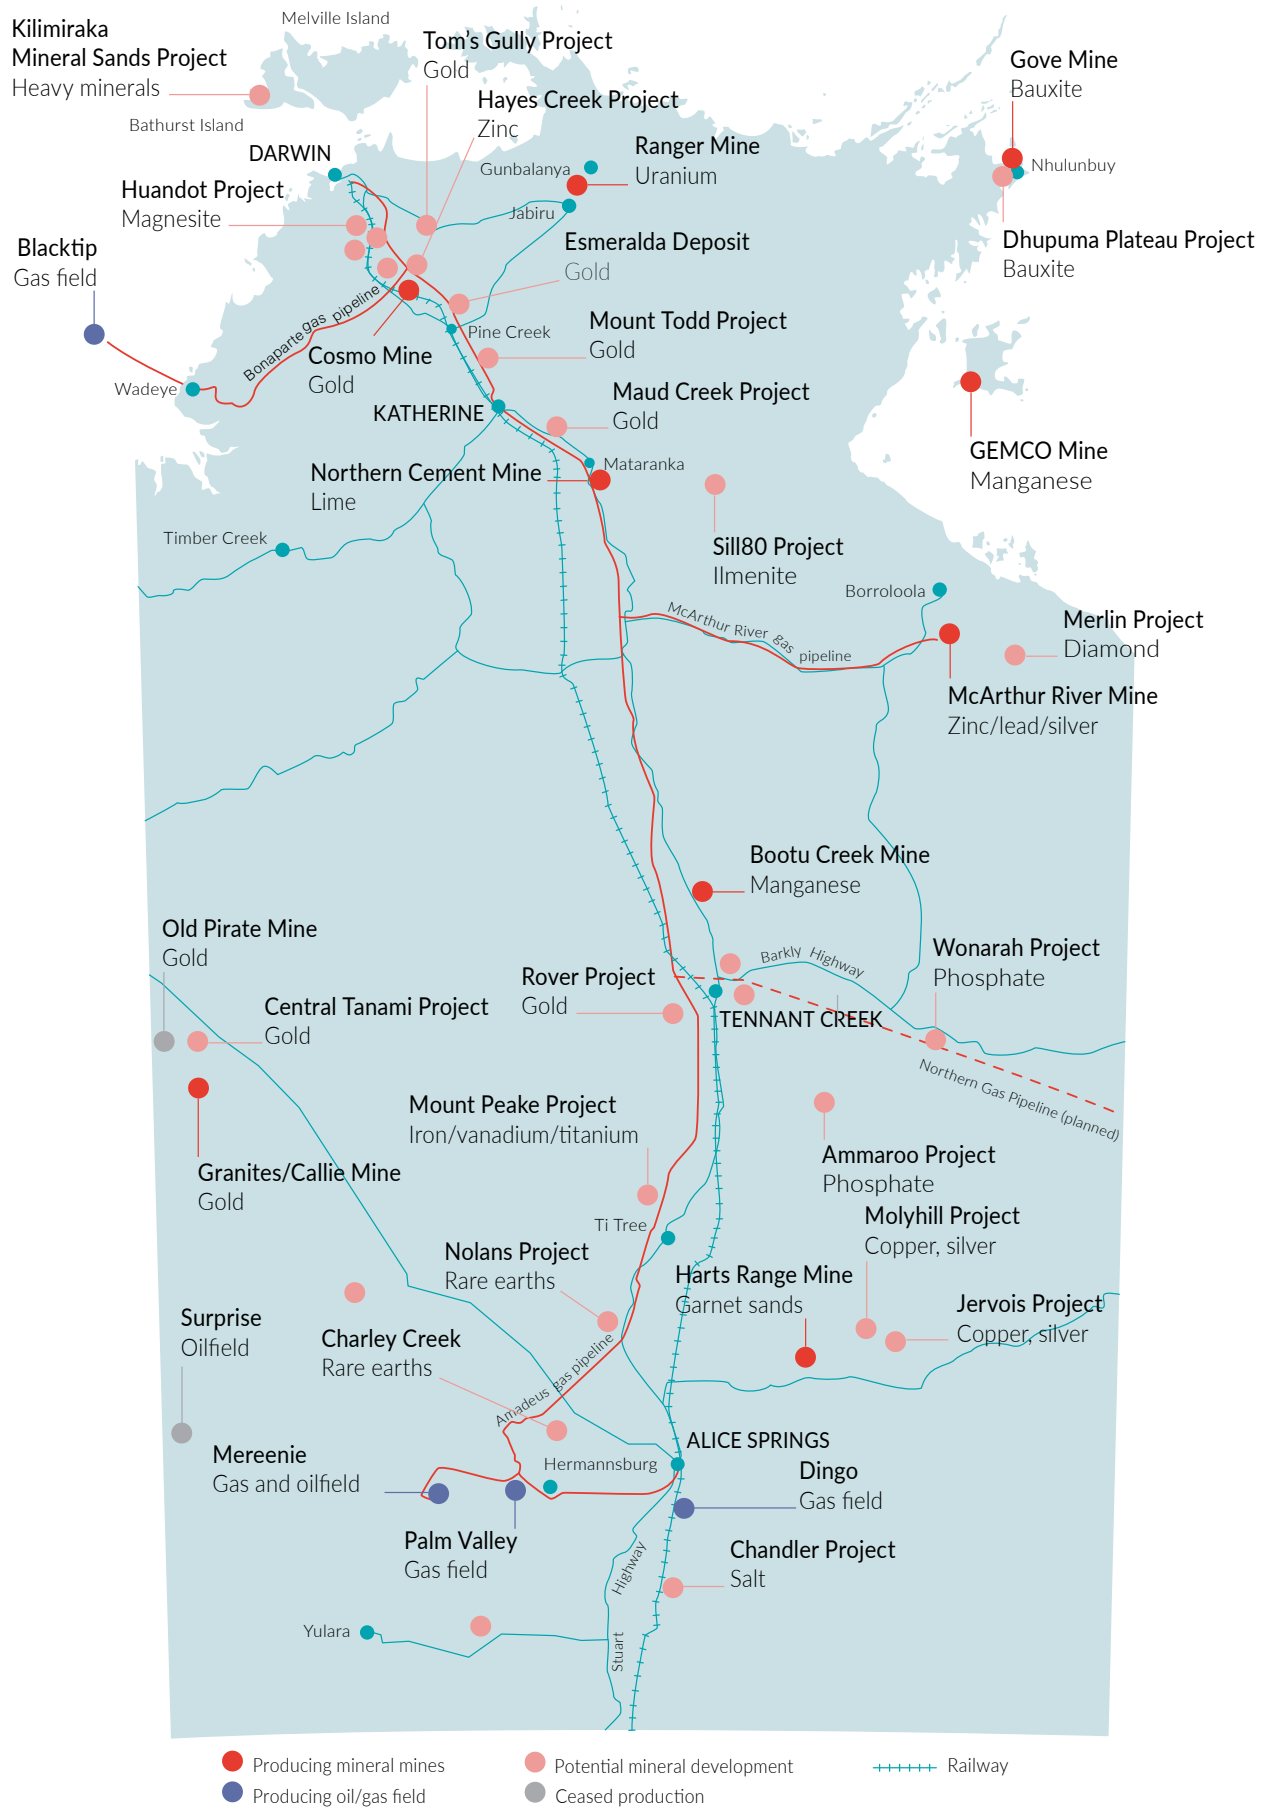 Kilimiraka
Mineral Sands Project
Heavy minerals
Melville Island
Bathurst Island
Tom's Gully Project
Gold
Hayes Creek Project
Zinc
Gove Mine
Bauxite
DARWIN
Gunbalanya
Ranger Mine
Uranium
Nhulunbuy
Huandot Project
Magnesite
Jabiru
Blacktip
Gas field
Esmeralda Deposit
Gold
Dhupuma Plateau Project
Bauxite
Bonaparte gas pipeline
Pine Creek
Mount Todd Project
Gold
Cosmo Mine
Gold
Wadeye
Maud Creek Project
Gold
KATHERINE
GEMCO Mine
Manganese
Northern Cement Mine
Lime
Mataranka
Timber Creek
Sill80 Project
Ilmenite
Borroloola
McArthur River gas pipeline
Merlin Project
Diamond
McArthur River Mine
Zinc/lead/silver
Bootu Creek Mine
Manganese
Old Pirate Mine
Gold
Barkly Highway
Wonarah Project
Phosphate
Rover Project
Gold
Central Tanami Project
Gold
TENNANT CREEK
Northern Gas Pipeline (planned)
Mount Peake Project
Iron/vanadium/titanium
Ammaroo Project
Phosphate
Granites/Callie Mine
Gold
Molyhill Project
Copper, silver
Ti Tree
Nolans Project
Rare earths
Harts Range Mine
Garnet sands
Jervois Project
Copper, silver
Surprise
Oilfield
Charley Creek
Rare earths
Amadeus gas pipeline
ALICE SPRINGS
Mereenie
Gas and oilfield
Hermannsburg
Dingo
Gas field
Palm Valley
Gas field
Chandler Project
Salt
Stuart Highway
Yulara
Producing mineral mines
Potential mineral development
Railway
Producing oil/gas field
Ceased production